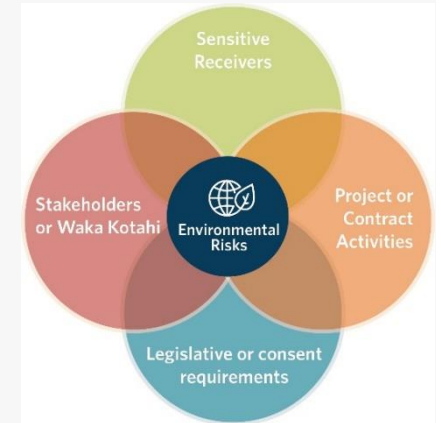 Sensitive
Receivers
Stakeholders
or Waka Kotahi
Environmental
Risks
Project or
Contract
Activities
Legislative or consent
requirements